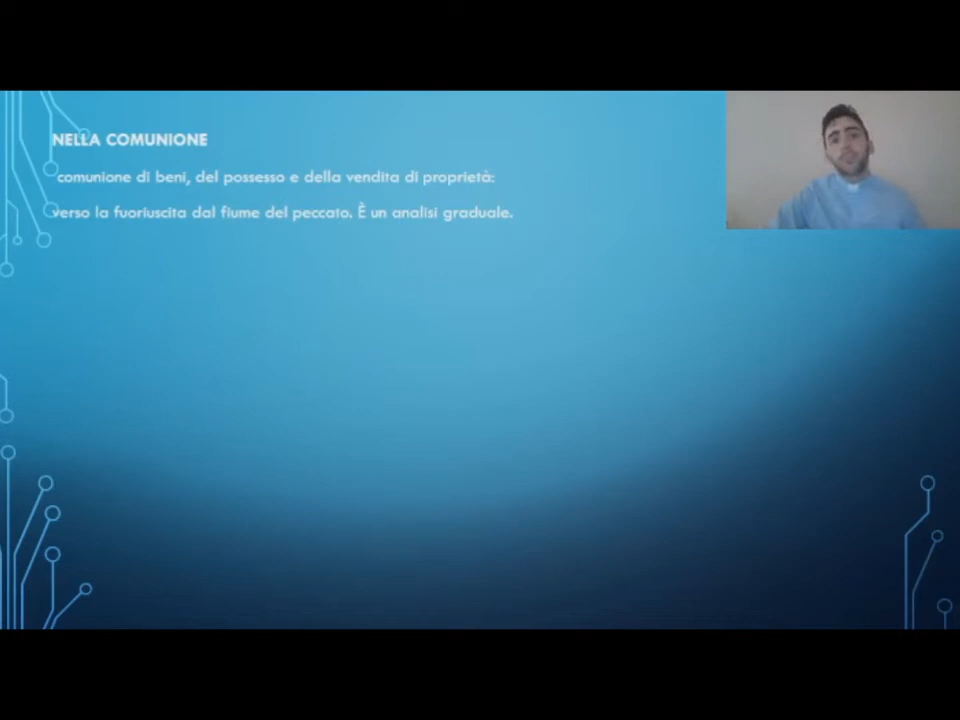 NELLA COMUNIONE
comunione di beni, del possesso e della vendita di proprietà:
verso la fuoriuscita dal fiume del peccato. È un analisi graduale.